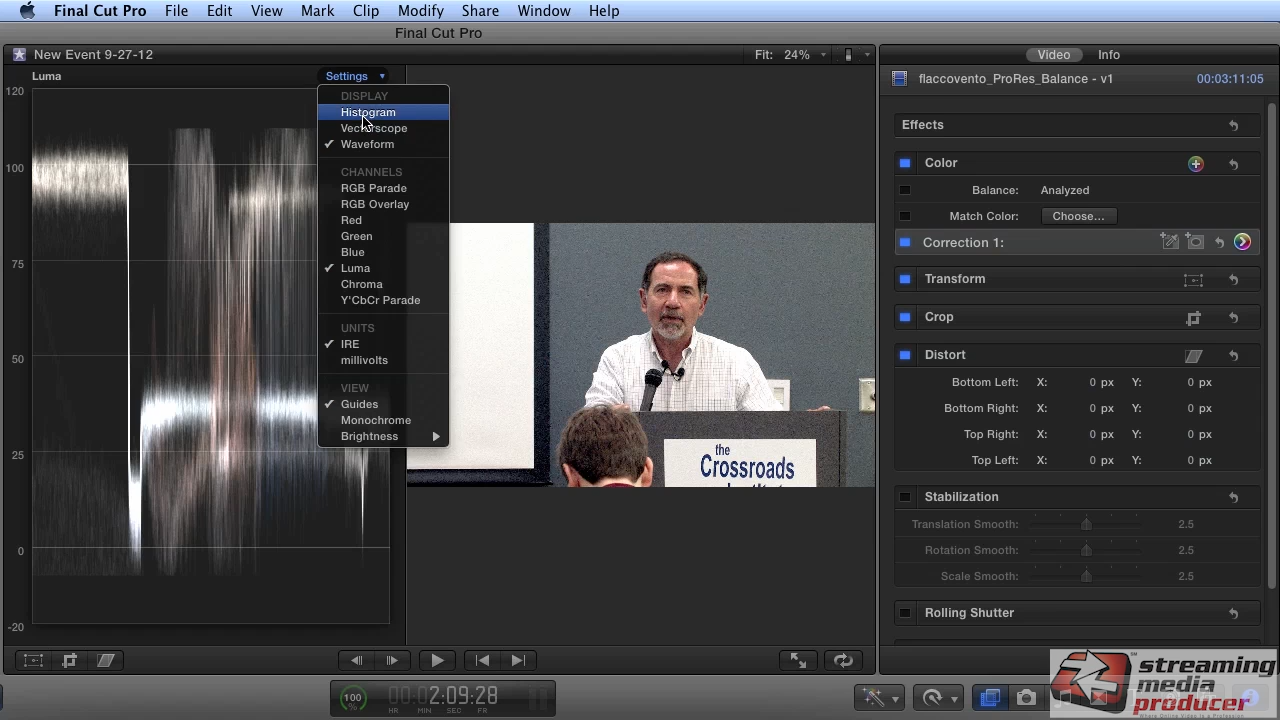 Final Cut Pro File Edit View Mark Clip Modify Share Window Help
Final Cut Pro
New Event 9-27-12 Fit: 24% Video Info
Luma Settings
flaccovento_ProRes_Balance - v1 00:03:11:05
120
100
75
50
25
0
-20
DISPLAY
Histogram
Vectorscope
✓ Waveform
CHANNELS
RGB Parade
RGB Overlay
Red
Green
Blue
✓ Luma
Chroma
Y'CbCr Parade
UNITS
✓ IRE
millivolts
VIEW
✓ Guides
Monochrome
Brightness
the
Crossroads
Effects
Color
Balance: Analyzed
Match Color: Choose...
Correction 1:
Transform
Crop
Distort
Bottom Left: X: 0 px Y: 0 px
Bottom Right: X: 0 px Y: 0 px
Top Right: X: 0 px Y: 0 px
Top Left: X: 0 px Y: 0 px
Stabilization
Translation Smooth: 2.5
Rotation Smooth: 2.5
Scale Smooth: 2.5
Rolling Shutter
100 %
00:02:09:28
HR MIN SEC FR
streaming
media
producer